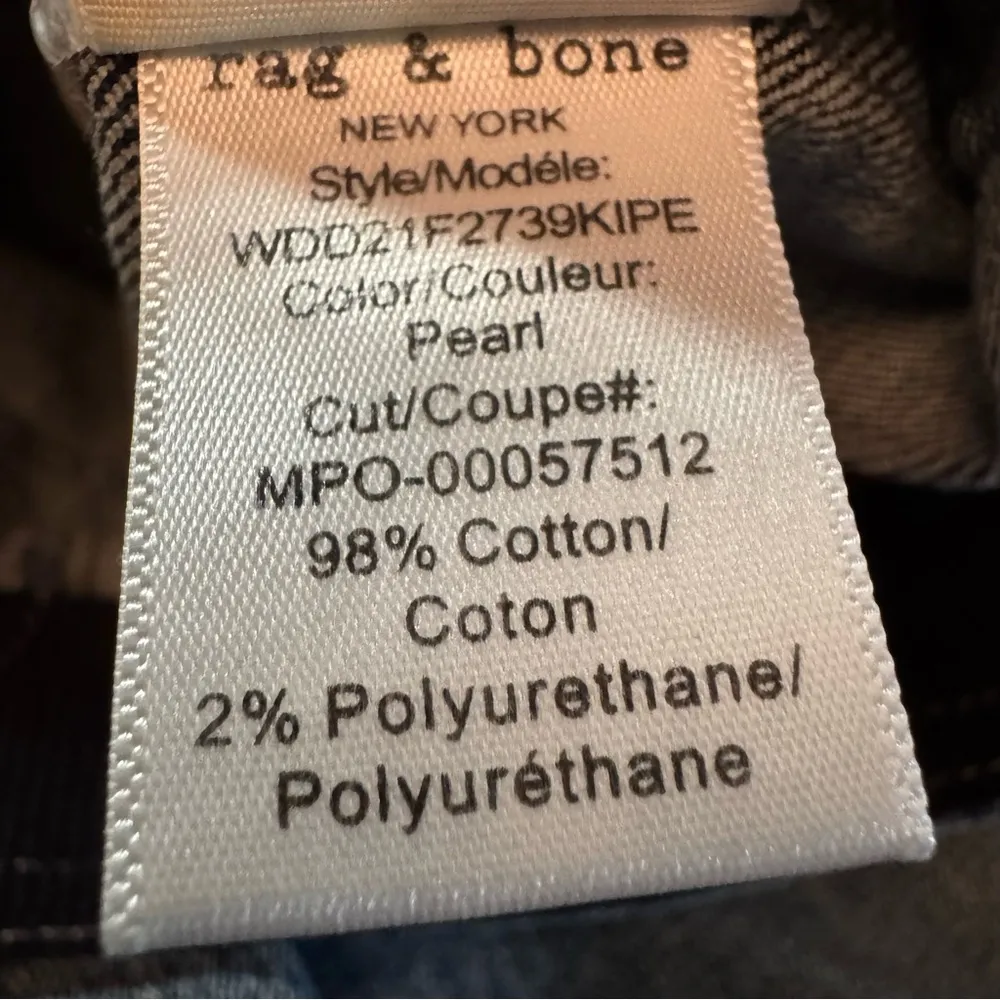 rag & bone
NEW YORK
Style/Modéle:
WDD21F2739KIPE
Color/Couleur:
Pearl
Cut/Coupe#:
MPO-00057512
98% Cotton/
Coton
2% Polyurethane/
Polyuréthane